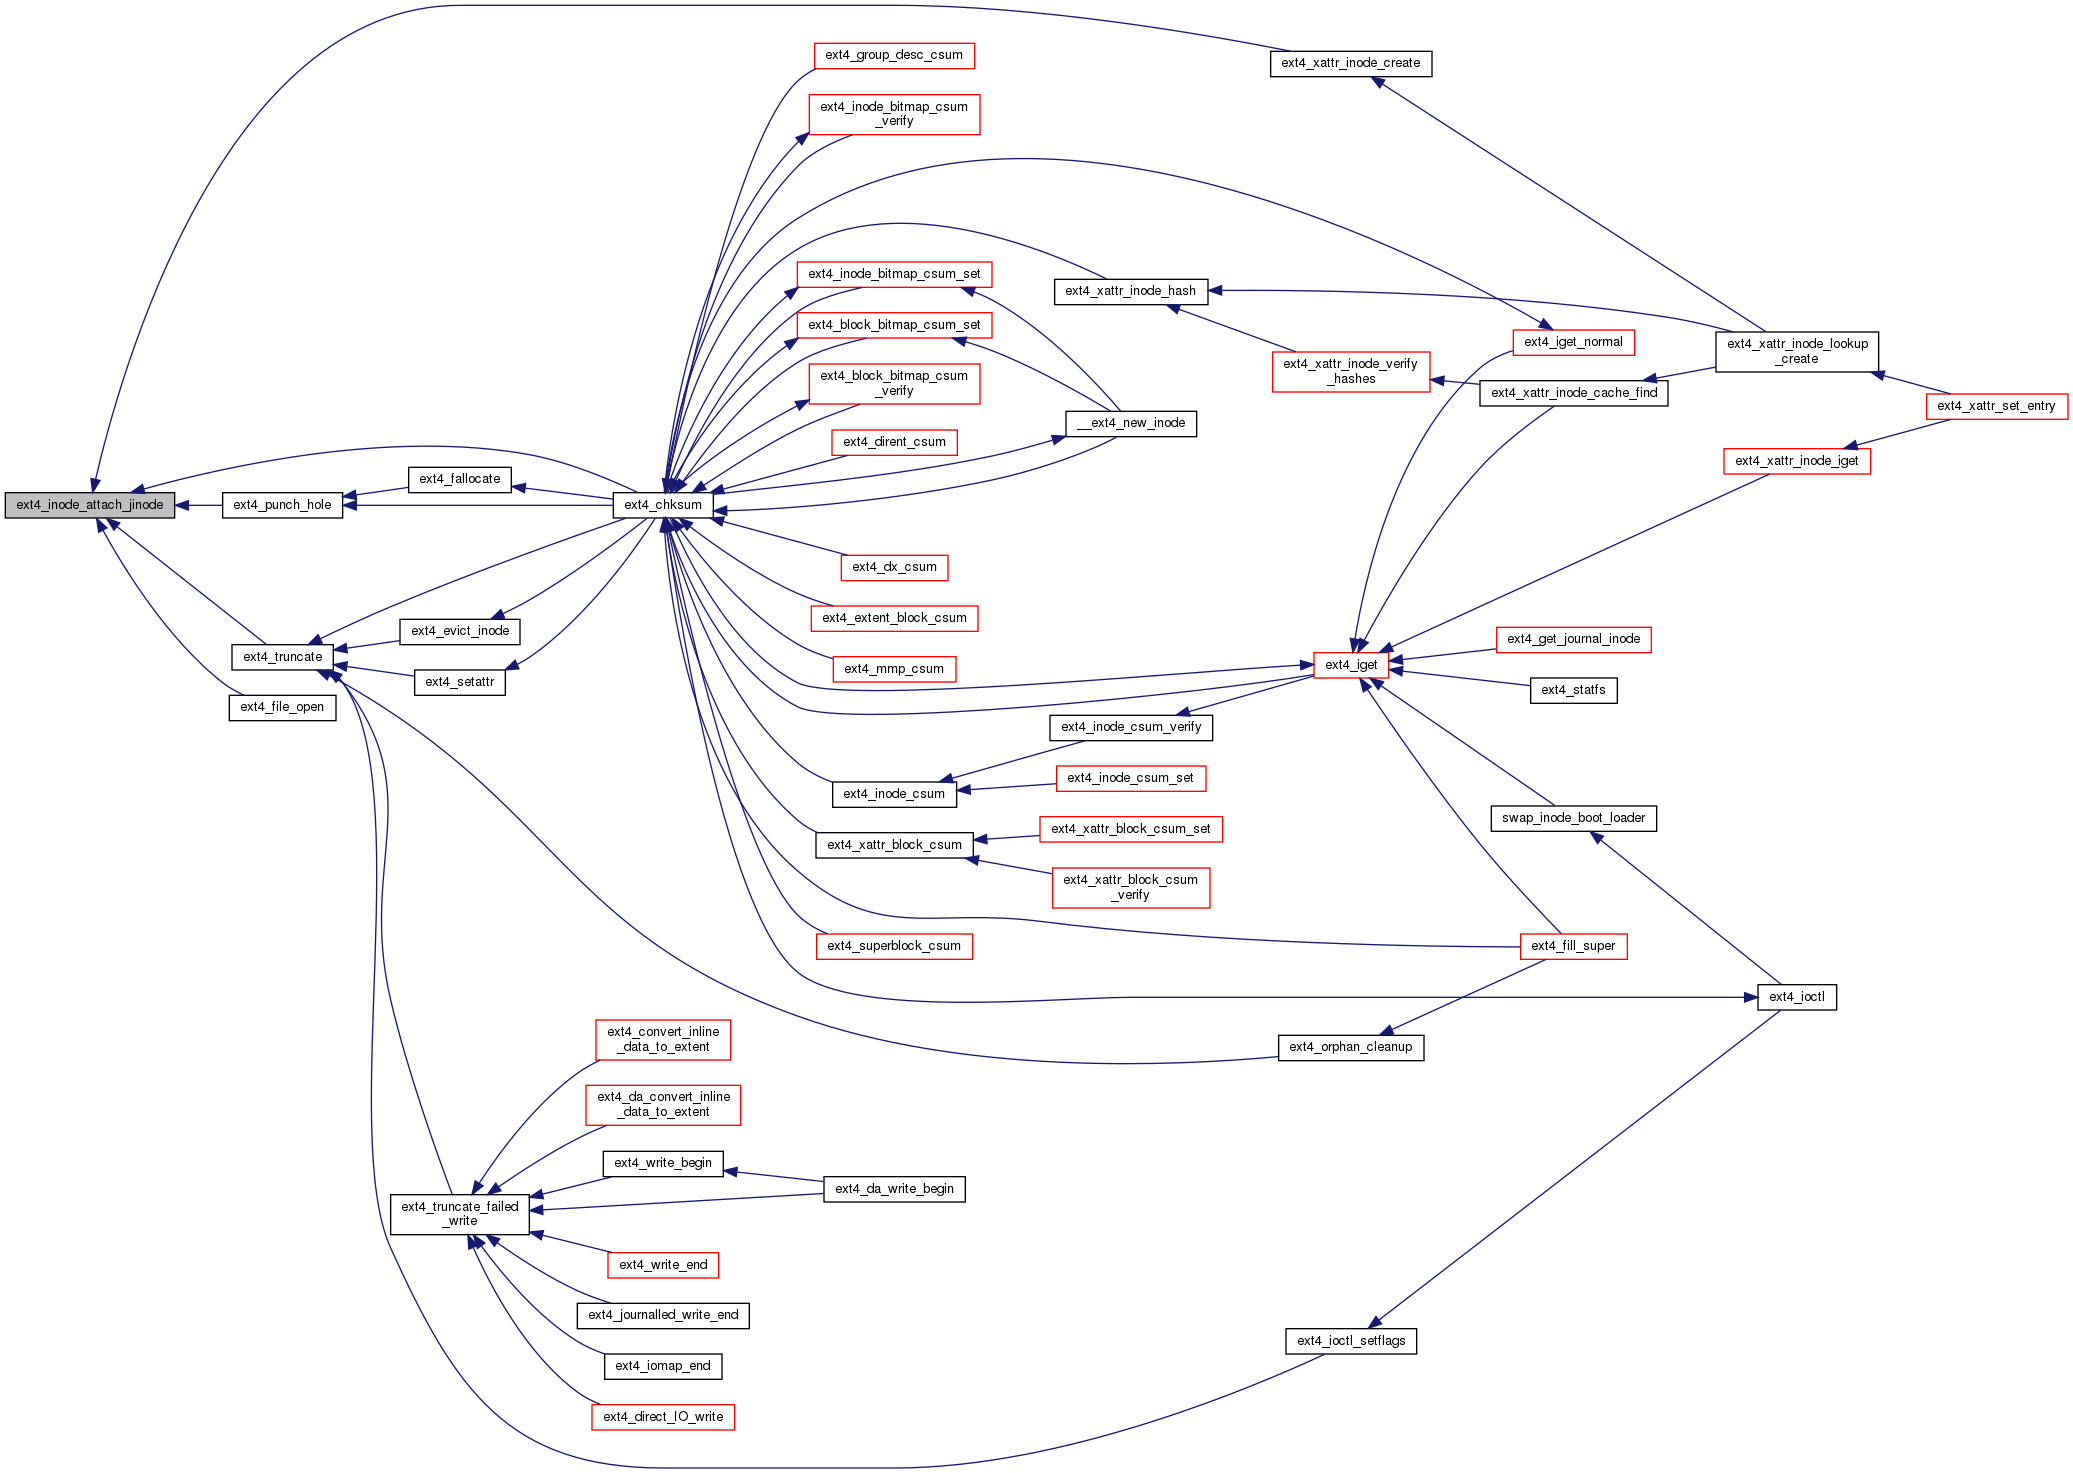 ext4_inode_attach_jinode
ext4_punch_hole
ext4_truncate
ext4_file_open
ext4_fallocate
ext4_evict_inode
ext4_setattr
ext4_truncate_failed
_write
ext4_chksum
ext4_convert_inline
_data_to_extent
ext4_da_convert_inline
_data_to_extent
ext4_write_begin
ext4_write_end
ext4_journalled_write_end
ext4_iomap_end
ext4_direct_IO_write
ext4_group_desc_csum
ext4_inode_bitmap_csum
_verify
ext4_inode_bitmap_csum_set
ext4_block_bitmap_csum_set
ext4_block_bitmap_csum
_verify
ext4_dirent_csum
ext4_dx_csum
ext4_extent_block_csum
ext4_mmp_csum
ext4_inode_csum
ext4_xattr_block_csum
ext4_superblock_csum
ext4_da_write_begin
ext4_xattr_inode_hash
__ext4_new_inode
ext4_inode_csum_verify
ext4_inode_csum_set
ext4_xattr_block_csum_set
ext4_xattr_block_csum
_verify
ext4_xattr_inode_create
ext4_xattr_inode_verify
_hashes
ext4_iget
ext4_orphan_cleanup
ext4_ioctl_setflags
ext4_iget_normal
ext4_xattr_inode_cache_find
ext4_get_journal_inode
ext4_statfs
swap_inode_boot_loader
ext4_fill_super
ext4_xattr_inode_lookup
_create
ext4_xattr_inode_iget
ext4_ioctl
ext4_xattr_set_entry